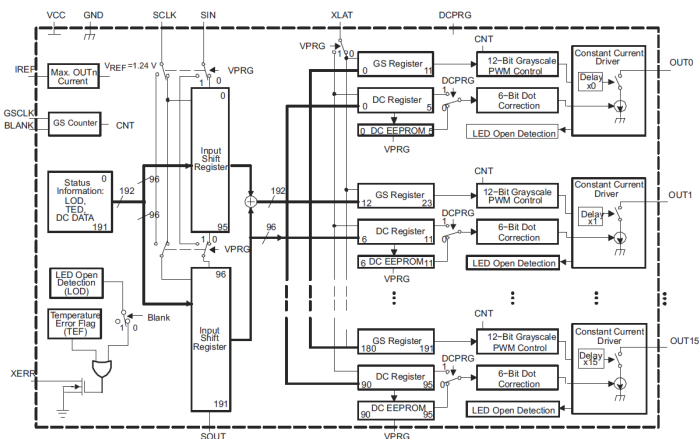 VCC GND SCLK SIN XLAT DCPRG
IREF
Max. OUTn
Current
VREF=1.24 V
VPRG
1 0
GSCLK
BLANK
GS Counter
CNT
Status
Information:
LOD,
TED,
DC DATA
0
191
192
96
96
0
Input
Shift
Register
95
1 0
VPRG
96
Input
Shift
Register
191
192
96
LED Open
Detection
(LOD)
Temperature
Error Flag
(TEF)
Blank
1 0
XERR
SOUT
VPRG
1 0
GS Register
0 11
DC Register
0 5
0 DC EEPROM 5
VPRG
DCPRG
1
0
CNT
12-Bit Grayscale
PWM Control
6-Bit Dot
Correction
LED Open Detection
Constant Current
Driver
Delay
x0
OUT0
GS Register
12 23
DC Register
6 11
6 DC EEPROM 11
VPRG
DCPRG
1
0
CNT
12-Bit Grayscale
PWM Control
6-Bit Dot
Correction
LED Open Detection
Constant Current
Driver
Delay
x1
OUT1
GS Register
180 191
DC Register
90 95
DC EEPROM
90 95
VPRG
DCPRG
1
0
CNT
12-Bit Grayscale
PWM Control
6-Bit Dot
Correction
LED Open Detection
Constant Current
Driver
Delay
x15
OUT15